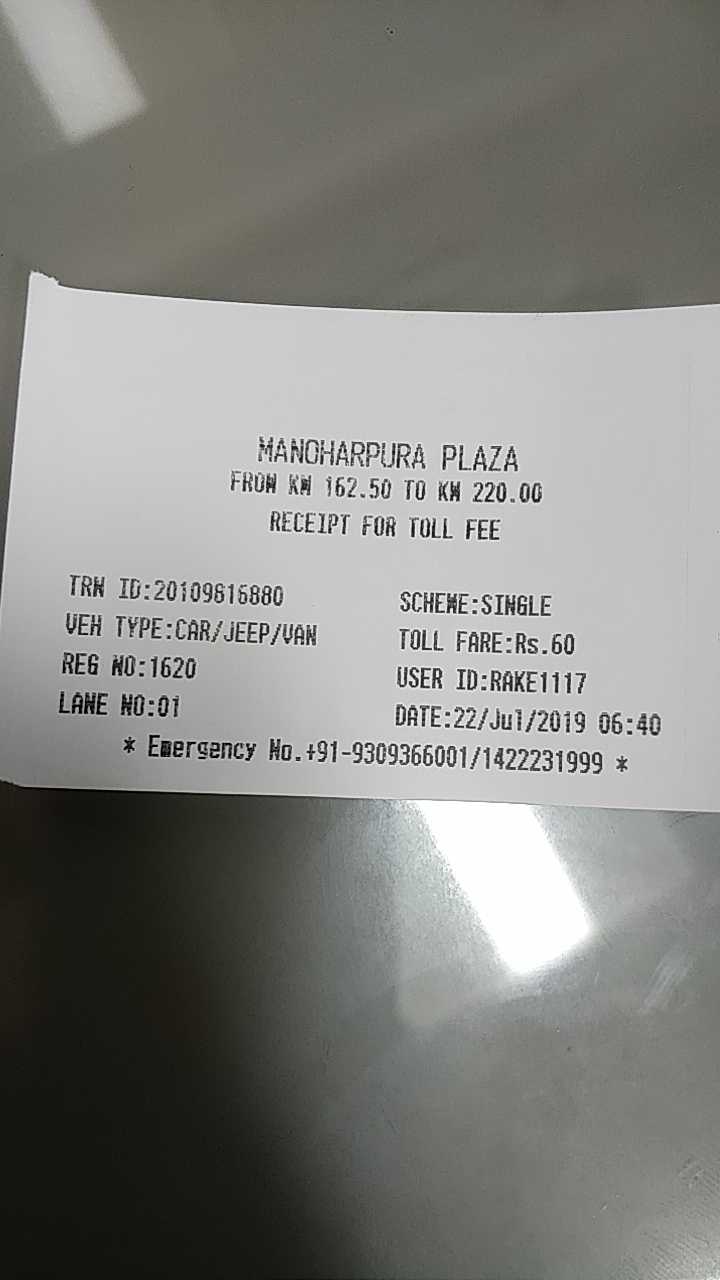 MANOHARPURA PLAZA
FROM KM 162.50 TO KM 220.00
RECEIPT FOR TOLL FEE
TRN ID:20109816880 SCHEME:SINGLE
VEH TYPE:CAR/JEEP/VAN TOLL FARE:Rs.60
REG NO:1620 USER ID:RAKE1117
LANE NO:01 DATE:22/Jul/2019 06:40
* Emergency No.+91-9309366001/1422231999 *